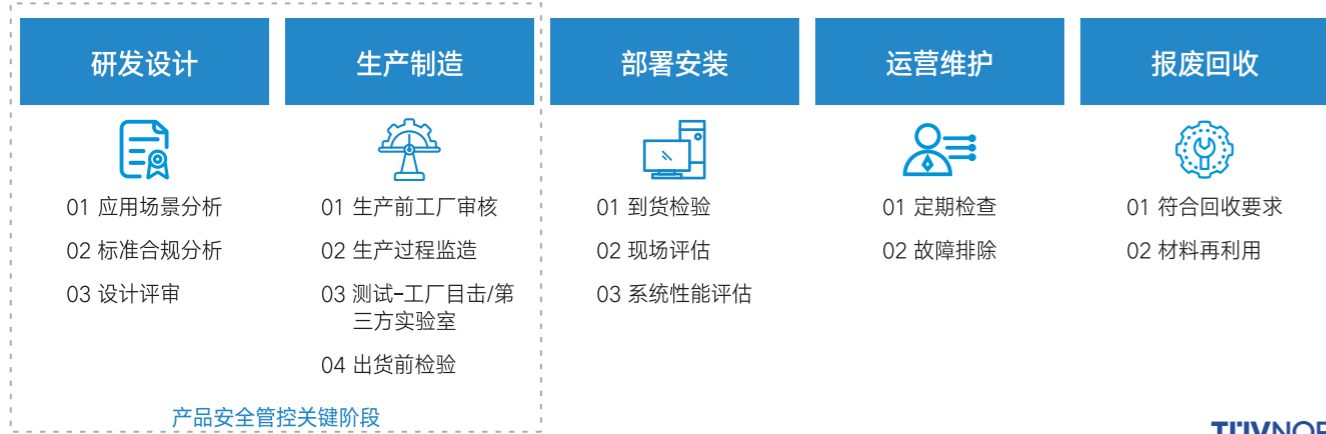 研发设计
01 应用场景分析
02 标准合规分析
03 设计评审
生产制造
01 生产前工厂审核
02 生产过程监造
03 测试-工厂目击/第
三方实验室
04 出货前检验
产品安全管控关键阶段
部署安装
01 到货检验
02 现场评估
03 系统性能评估
运营维护
01 定期检查
02 故障排除
报废回收
01 符合回收要求
02 材料再利用